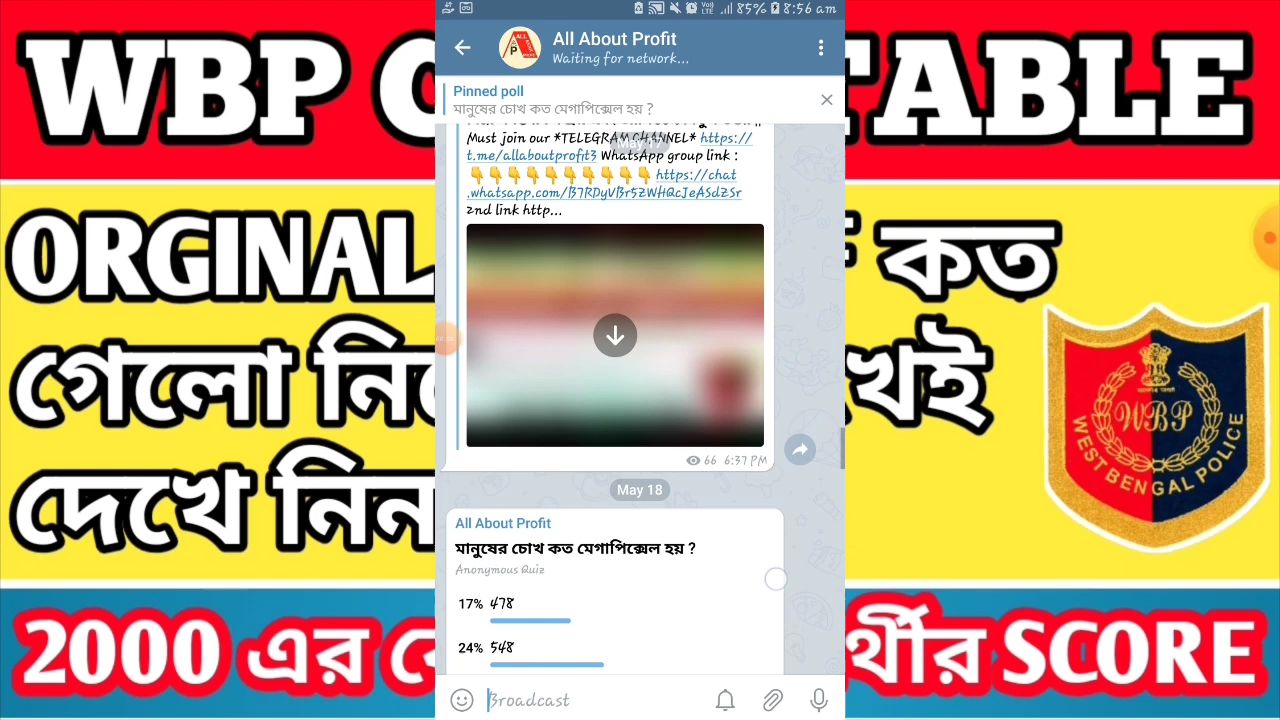 WBP C
TABLE
ORGINAL
কত
গেলো
খেই
দেখে নিন
2000 এর
র্থীর SCORE
WBP
WEST BENGAL POLICE
85% 8:56 am
All About Profit
Waiting for network...
Pinned poll
মানুষের চোখ কত মেগাপিক্সেল হয় ?
Must join our *TELEGRAM CHANNEL* https://
t.me/allaboutprofit3 WhatsApp group link :
👇👇👇👇👇👇👇👇👇👇 https://chat
.whatsapp.com/B7RDyVBr5ZWHQcJeASdZSr
2nd link http...
May 17
66 6:37 PM
May 18
All About Profit
মানুষের চোখ কত মেগাপিক্সেল হয় ?
Anonymous Quiz
17% 478
24% 548
Broadcast